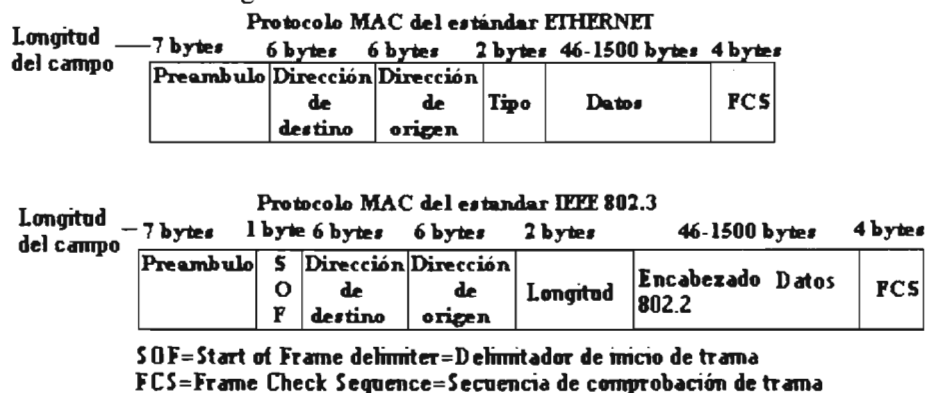 Protocolo MAC del estándar ETHERNET
Longitud del campo
7 bytes 6 bytes 6 bytes 2 bytes 46-1500 bytes 4 bytes
Preambulo
Dirección de destino
Dirección de origen
Tipo
Datos
FCS
Protocolo MAC del estandar IEEE 802.3
Longitud del campo
7 bytes 1 byte 6 bytes 6 bytes 2 bytes 46-1500 bytes 4 bytes
Preambulo
SOF
Dirección de destino
Dirección de origen
Longitud
Encabezado Datos
802.2
FCS
SOF=Start of Frame delimiter=Delimitador de inicio de trama
FCS=Frame Check Sequence=Secuencia de comprobación de trama